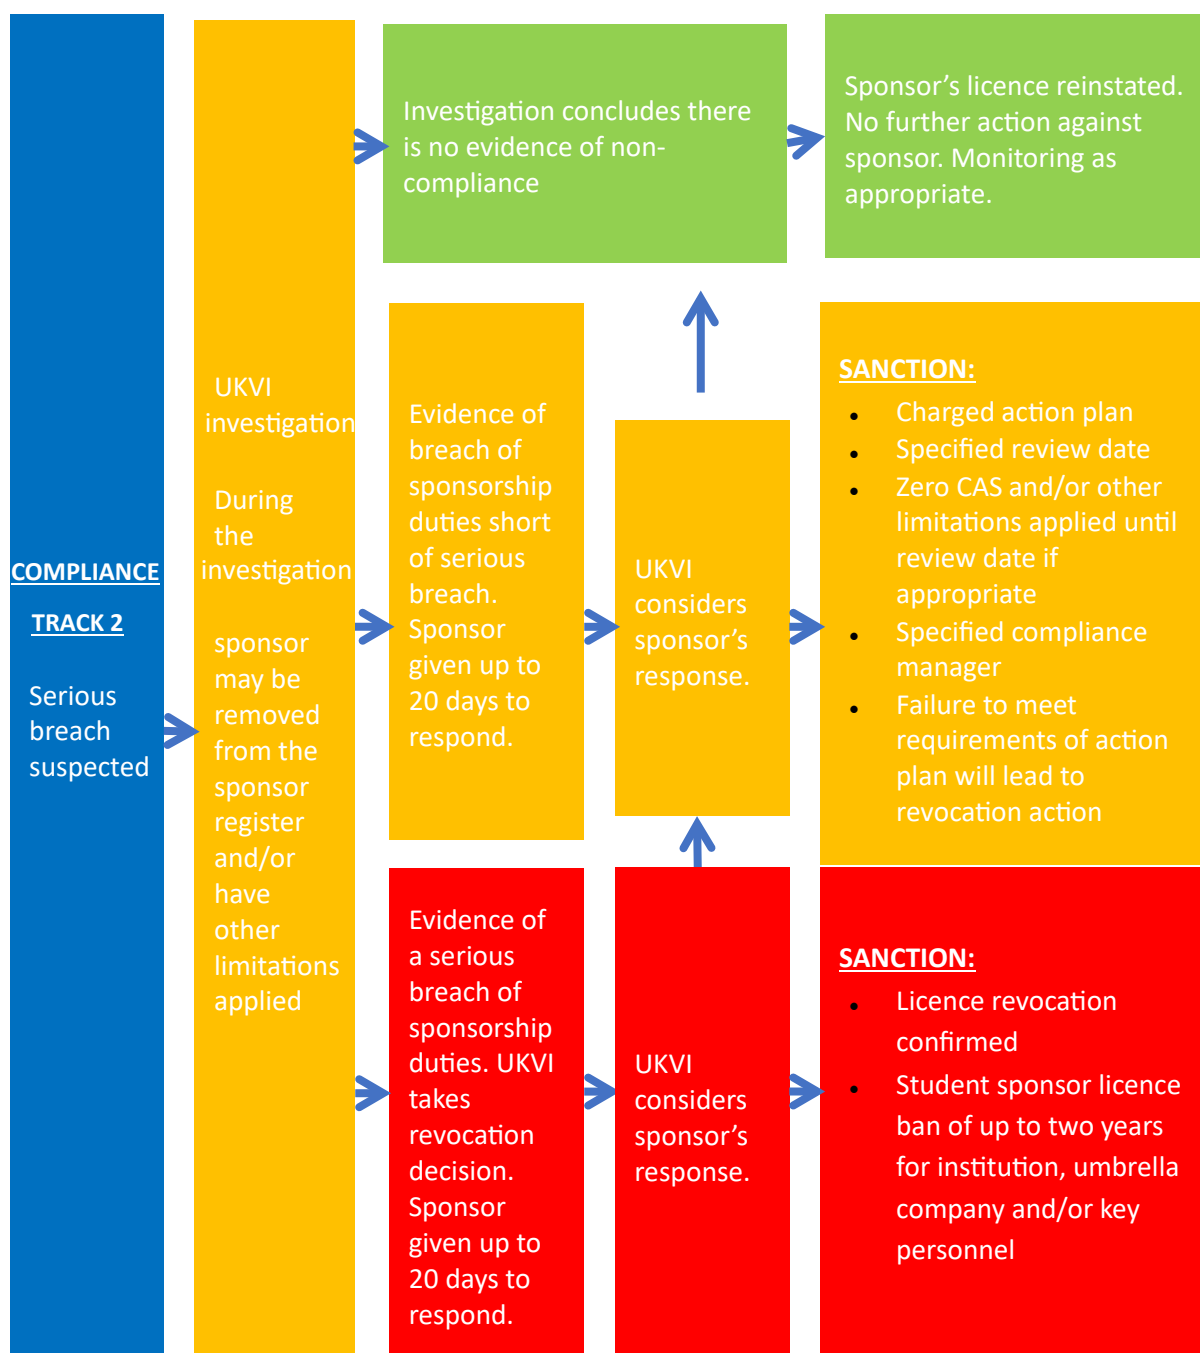 COMPLIANCE
TRACK 2
Serious
breach
suspected
UKVI
investigation
During
the
investigation
sponsor
may be
removed
from the
sponsor
register
and/or
have
other
limitations
applied
Investigation concludes there
is no evidence of non-
compliance
Sponsor’s licence reinstated.
No further action against
sponsor. Monitoring as
appropriate.
Evidence of
breach of
sponsorship
duties short
of serious
breach.
Sponsor
given up to
20 days to
respond.
UKVI
considers
sponsor’s
response.
SANCTION:
• Charged action plan
• Specified review date
• Zero CAS and/or other
limitations applied until
review date if
appropriate
• Specified compliance
manager
• Failure to meet
requirements of action
plan will lead to
revocation action
Evidence of
a serious
breach of
sponsorship
duties. UKVI
takes
revocation
decision.
Sponsor
given up to
20 days to
respond.
UKVI
considers
sponsor’s
response.
SANCTION:
• Licence revocation
confirmed
• Student sponsor licence
ban of up to two years
for institution, umbrella
company and/or key
personnel